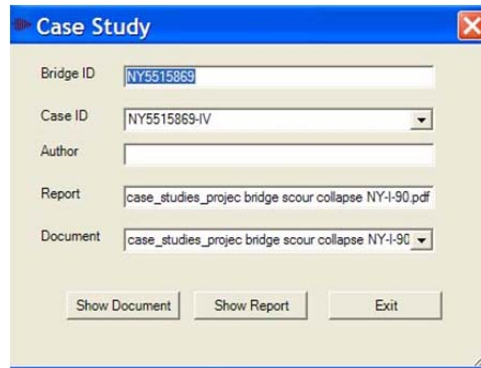 Case Study
Bridge ID NY5515869
Case ID NY5515869-IV
Author
Report case_studies_projec bridge scour collapse NY-I-90.pdf
Document case_studies_projec bridge scour collapse NY-I-90
Show Document Show Report Exit